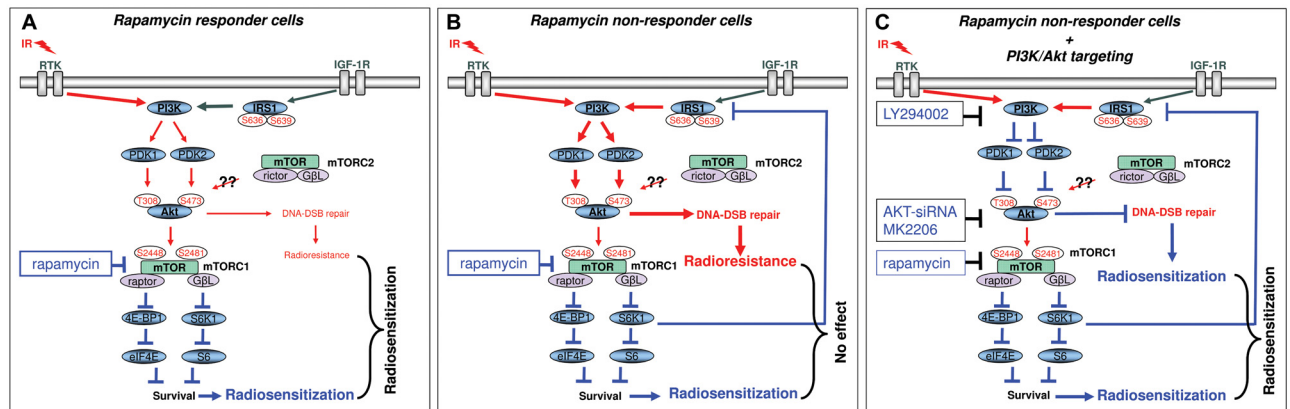 A
Rapamycin responder cells
IR
RTK
IGF-1R
PI3K
IRS1
S636 S639
PDK1 PDK2
mTOR
mTORC2
rictor GβL
??
T308 S473
Akt
DNA-DSB repair
S2448 S2481
Radioresistance
rapamycin
mTOR
mTORC1
raptor GβL
4E-BP1 S6K1
eIF4E S6
Survival
Radiosensitization
Radiosensitization
B
Rapamycin non-responder cells
IR
RTK
IGF-1R
PI3K
IRS1
S636 S639
PDK1 PDK2
mTOR
mTORC2
rictor GβL
??
T308 S473
Akt
DNA-DSB repair
S2448 S2481
Radioresistance
rapamycin
mTOR
mTORC1
raptor GβL
4E-BP1 S6K1
eIF4E S6
Survival
Radiosensitization
No effect
C
Rapamycin non-responder cells
+
PI3K/Akt targeting
IR
RTK
IGF-1R
LY294002
PI3K
IRS1
S636 S639
PDK1 PDK2
mTOR
mTORC2
rictor GβL
??
T308 S473
AKT-siRNA
MK2206
Akt
DNA-DSB repair
S2448 S2481
rapamycin
mTOR
mTORC1
raptor GβL
Radiosensitization
4E-BP1 S6K1
eIF4E S6
Survival
Radiosensitization
Radiosensitization